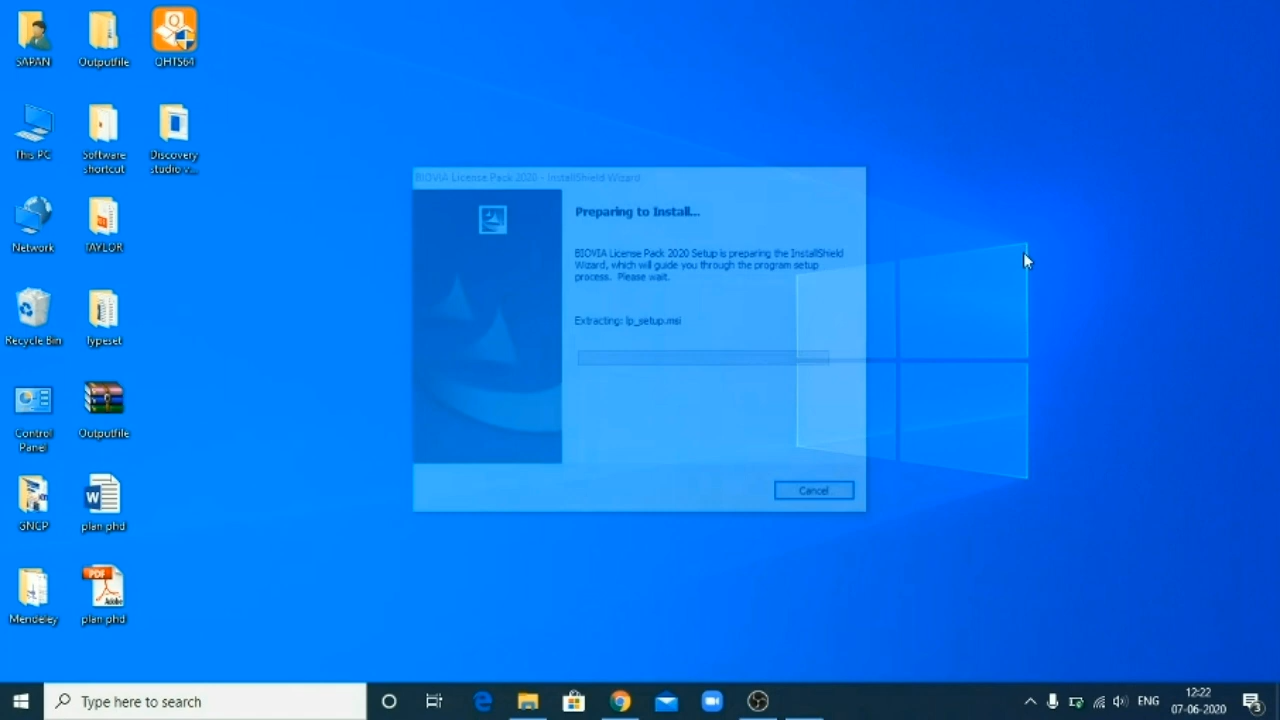 SAPAN
Outputfile
QHTS64
This PC
Software
shortcut
Discovery
studio v...
Network
TAYLOR
Recycle Bin
Typeset
Control
Panel
Outputfile
GNCP
plan.phd
Mendeley
PDF
Adobe
plan.phd
BIOVIA License Pack 2020 - InstallShield Wizard
Preparing to Install...
BIOVIA License Pack 2020 Setup is preparing the InstallShield
Wizard, which will guide you through the program setup
process. Please wait.
Extracting: lp_setup.msi
Cancel
Type here to search
ENG
12:22
07-06-2020
3